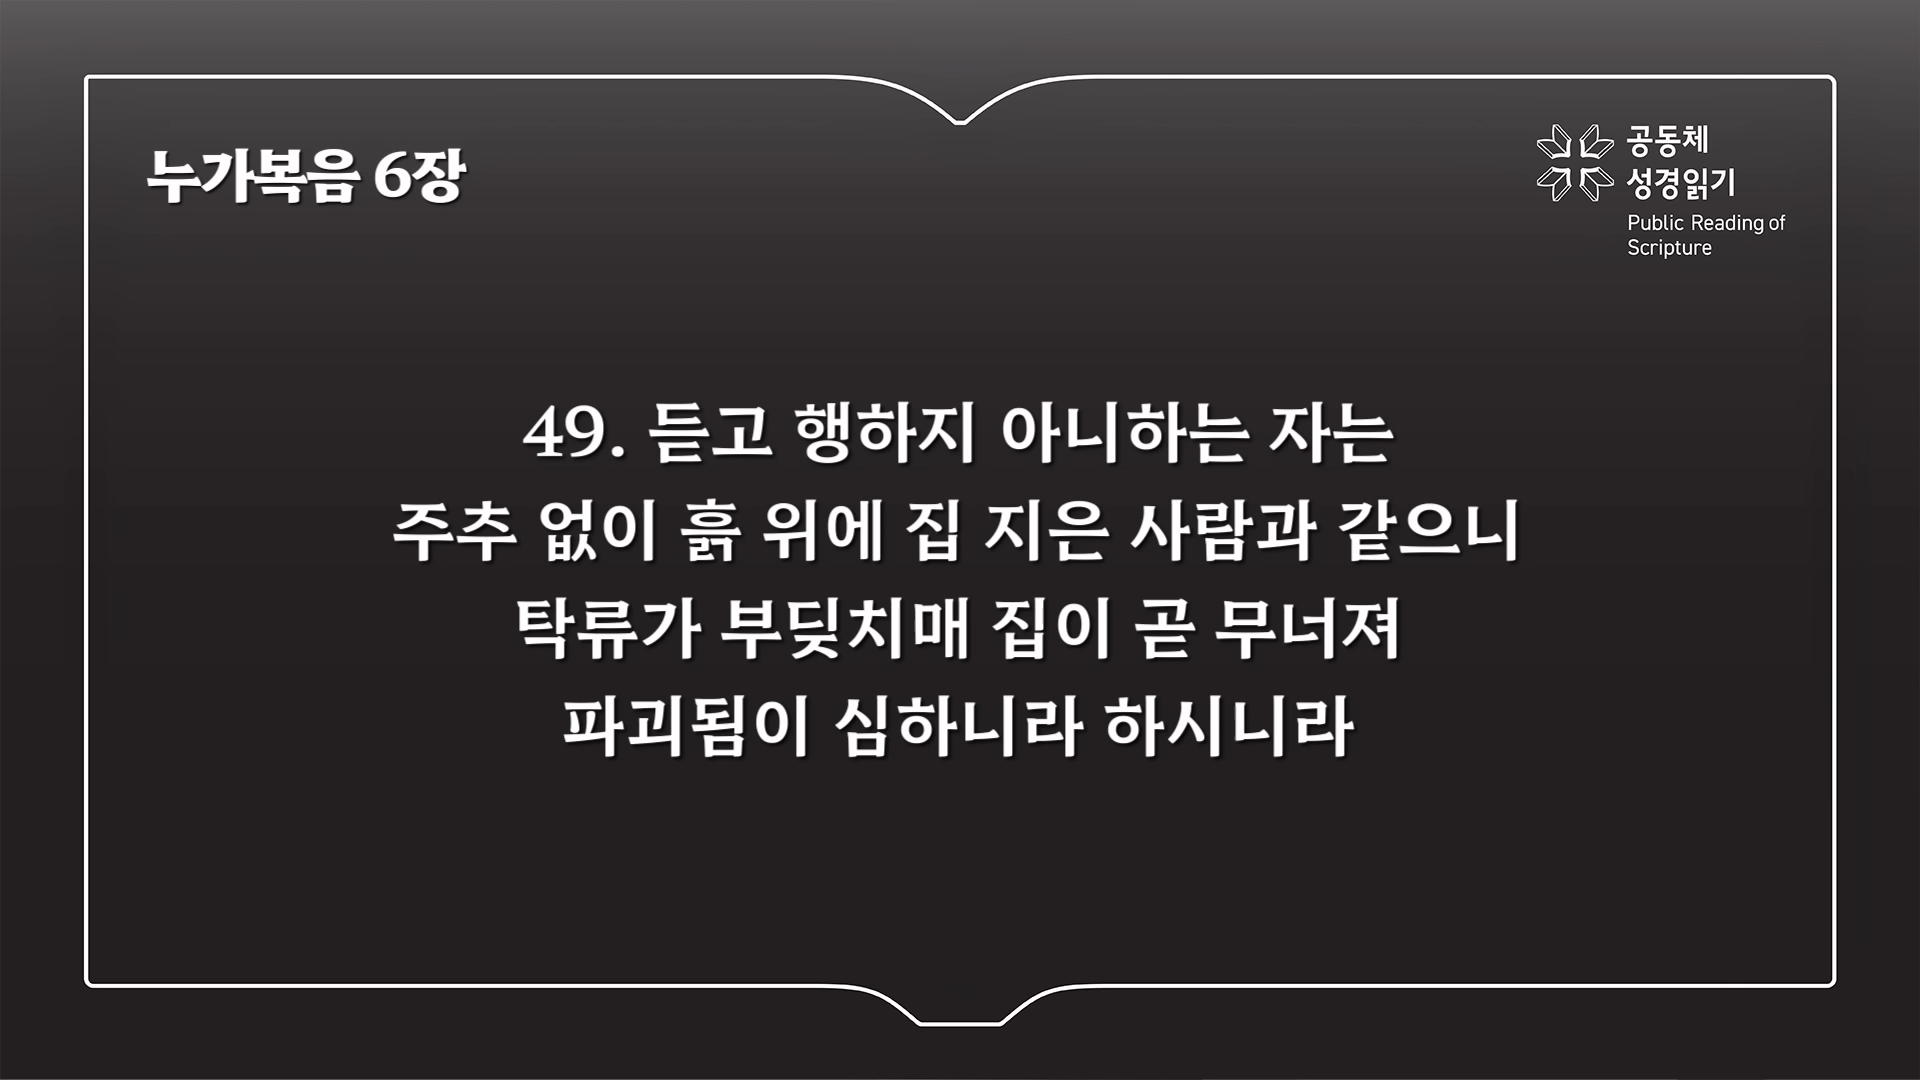 누가복음 6장
공동체
성경읽기
Public Reading of
Scripture
49. 듣고 행하지 아니하는 자는
주추 없이 흙 위에 집 지은 사람과 같으니
탁류가 부딪치매 집이 곧 무너져
파괴됨이 심하니라 하시니라